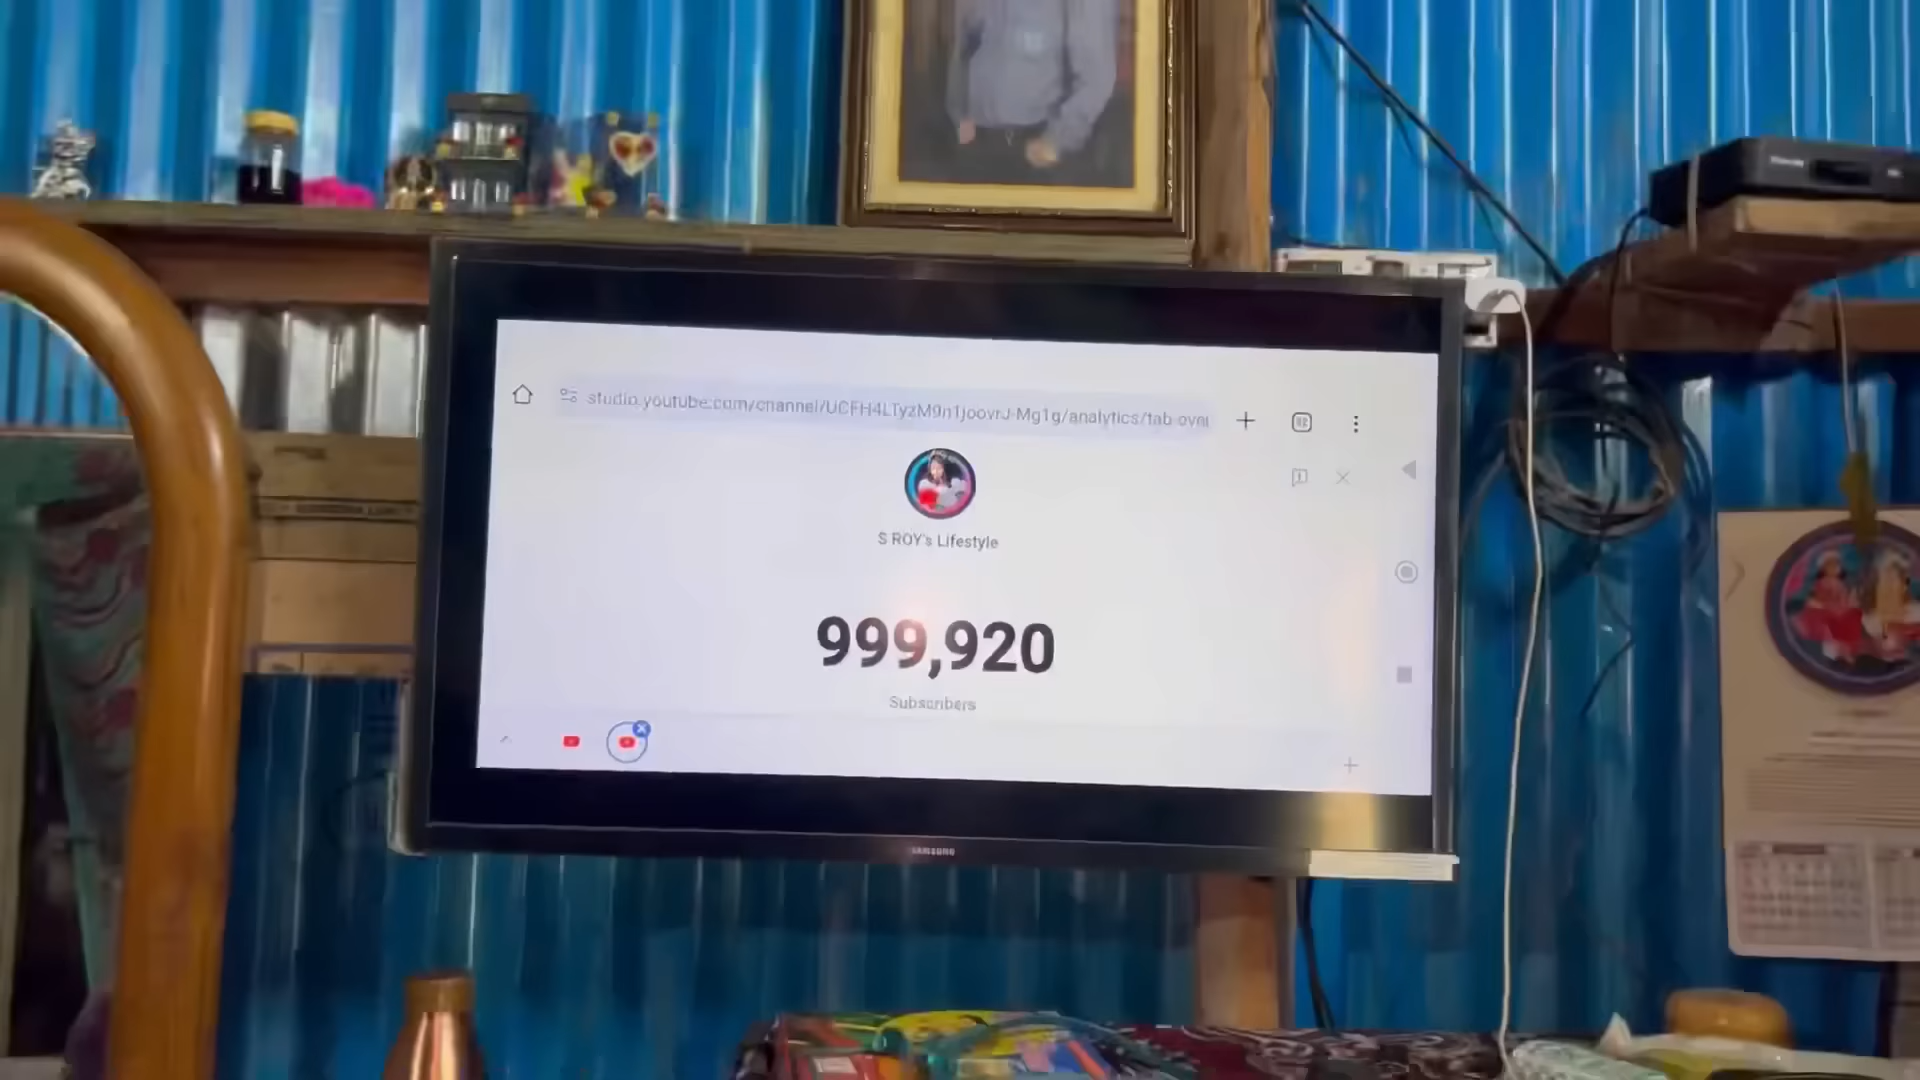 studio.youtube.com/channel/UCFH4LTyzM9n1joovrJ-Mg1g/analytics/tab-over
S ROY's Lifestyle
999,920
Subscribers
SAMSUNG